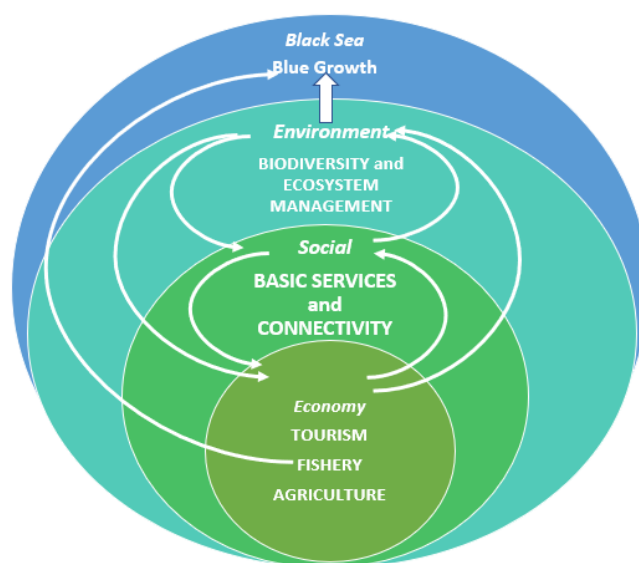 Black Sea
Blue Growth
Environment
BIODIVERSITY and
ECOSYSTEM
MANAGEMENT
Social
BASIC SERVICES
and
CONNECTIVITY
Economy
TOURISM
FISHERY
AGRICULTURE